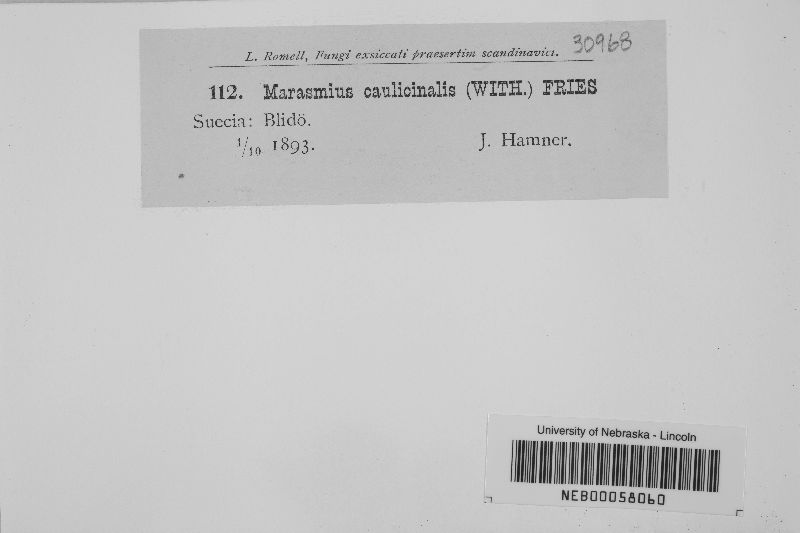 30968
L. Romell, Fungi exsiccati praesertim scandinavici.
112. Marasmius caulicinalis (WITH.) FRIES
Suecia: Blidö.
1/10 1893. J. Hamner.
University of Nebraska - Lincoln
NEB00058060